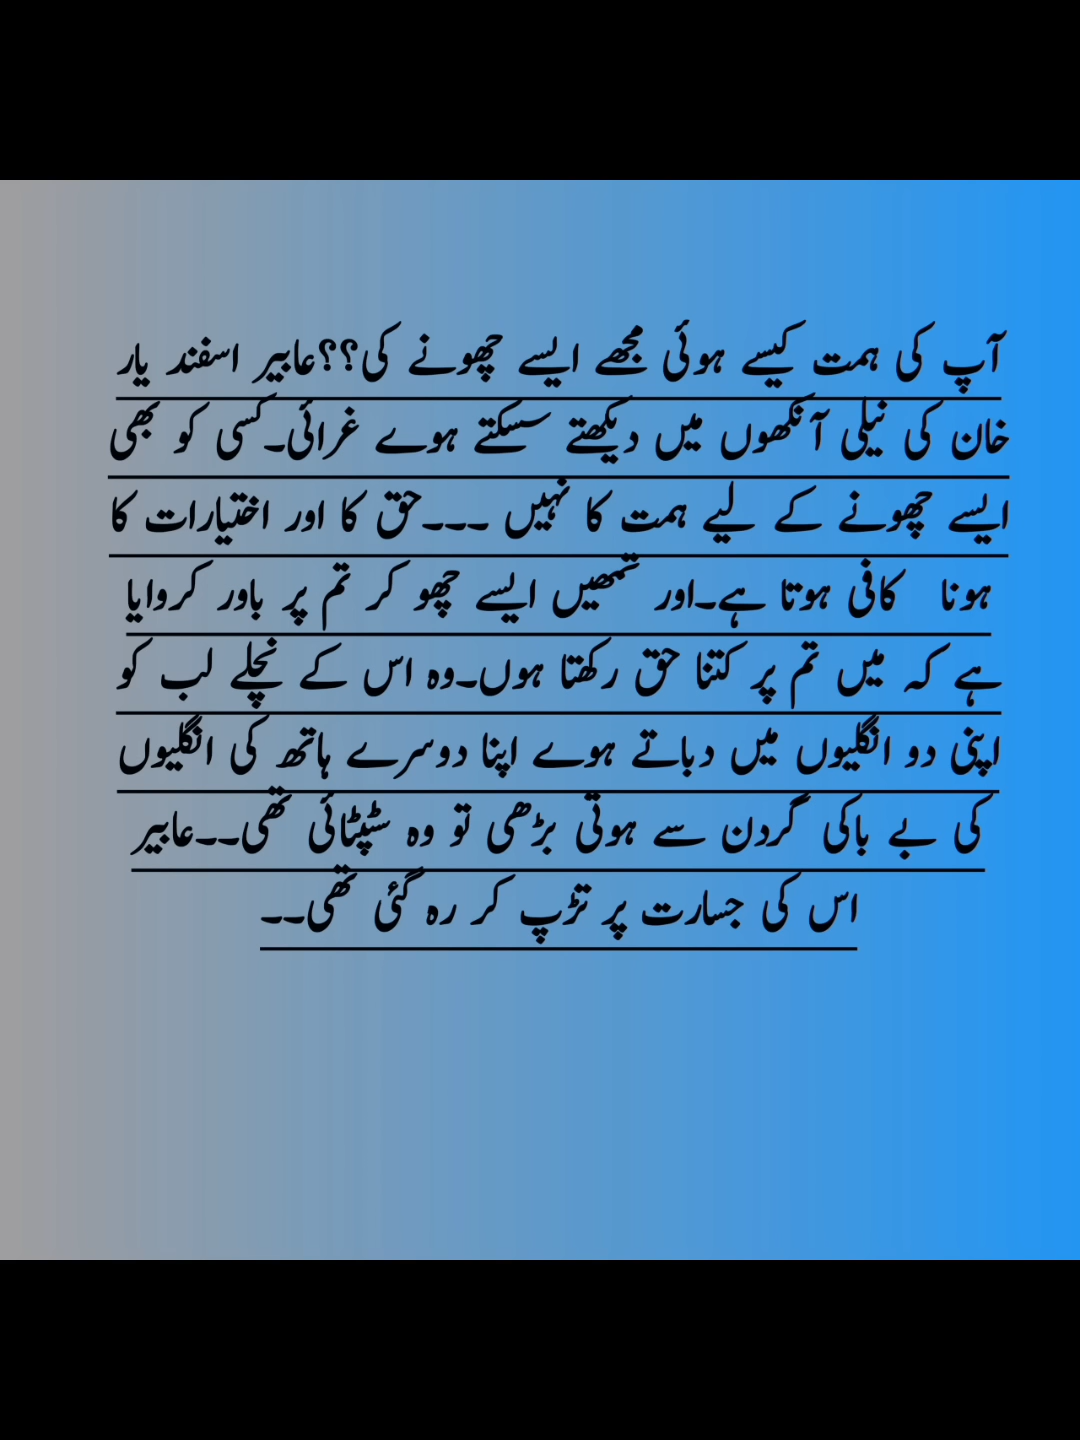 آپ کی ہمت کیسے ہوئی مجھے ایسے چھونے کی؟؟عابیر اسفند یار
خان کی نیلی آنکھوں میں دیکھتے سسکتے ہوے غرائی۔کسی کو بھی
ایسے چھونے کے لیے ہمت کا نہیں ۔۔۔حق کا اور اختیارات کا
ہونا کافی ہوتا ہے۔اور تمھیں ایسے چھو کر تم پر باور کروایا
ہے کہ میں تم پر کتنا حق رکھتا ہوں۔وہ اس کے نچلے لب کو
اپنی دو انگلیوں میں دباتے ہوے اپنا دوسرے ہاتھ کی انگلیوں
کی بے باکی گردن سے ہوتی بڑھی تو وہ سٹپٹائی تھی۔۔عابیر
اس کی جسارت پر تڑپ کر رہ گئی تھی۔۔